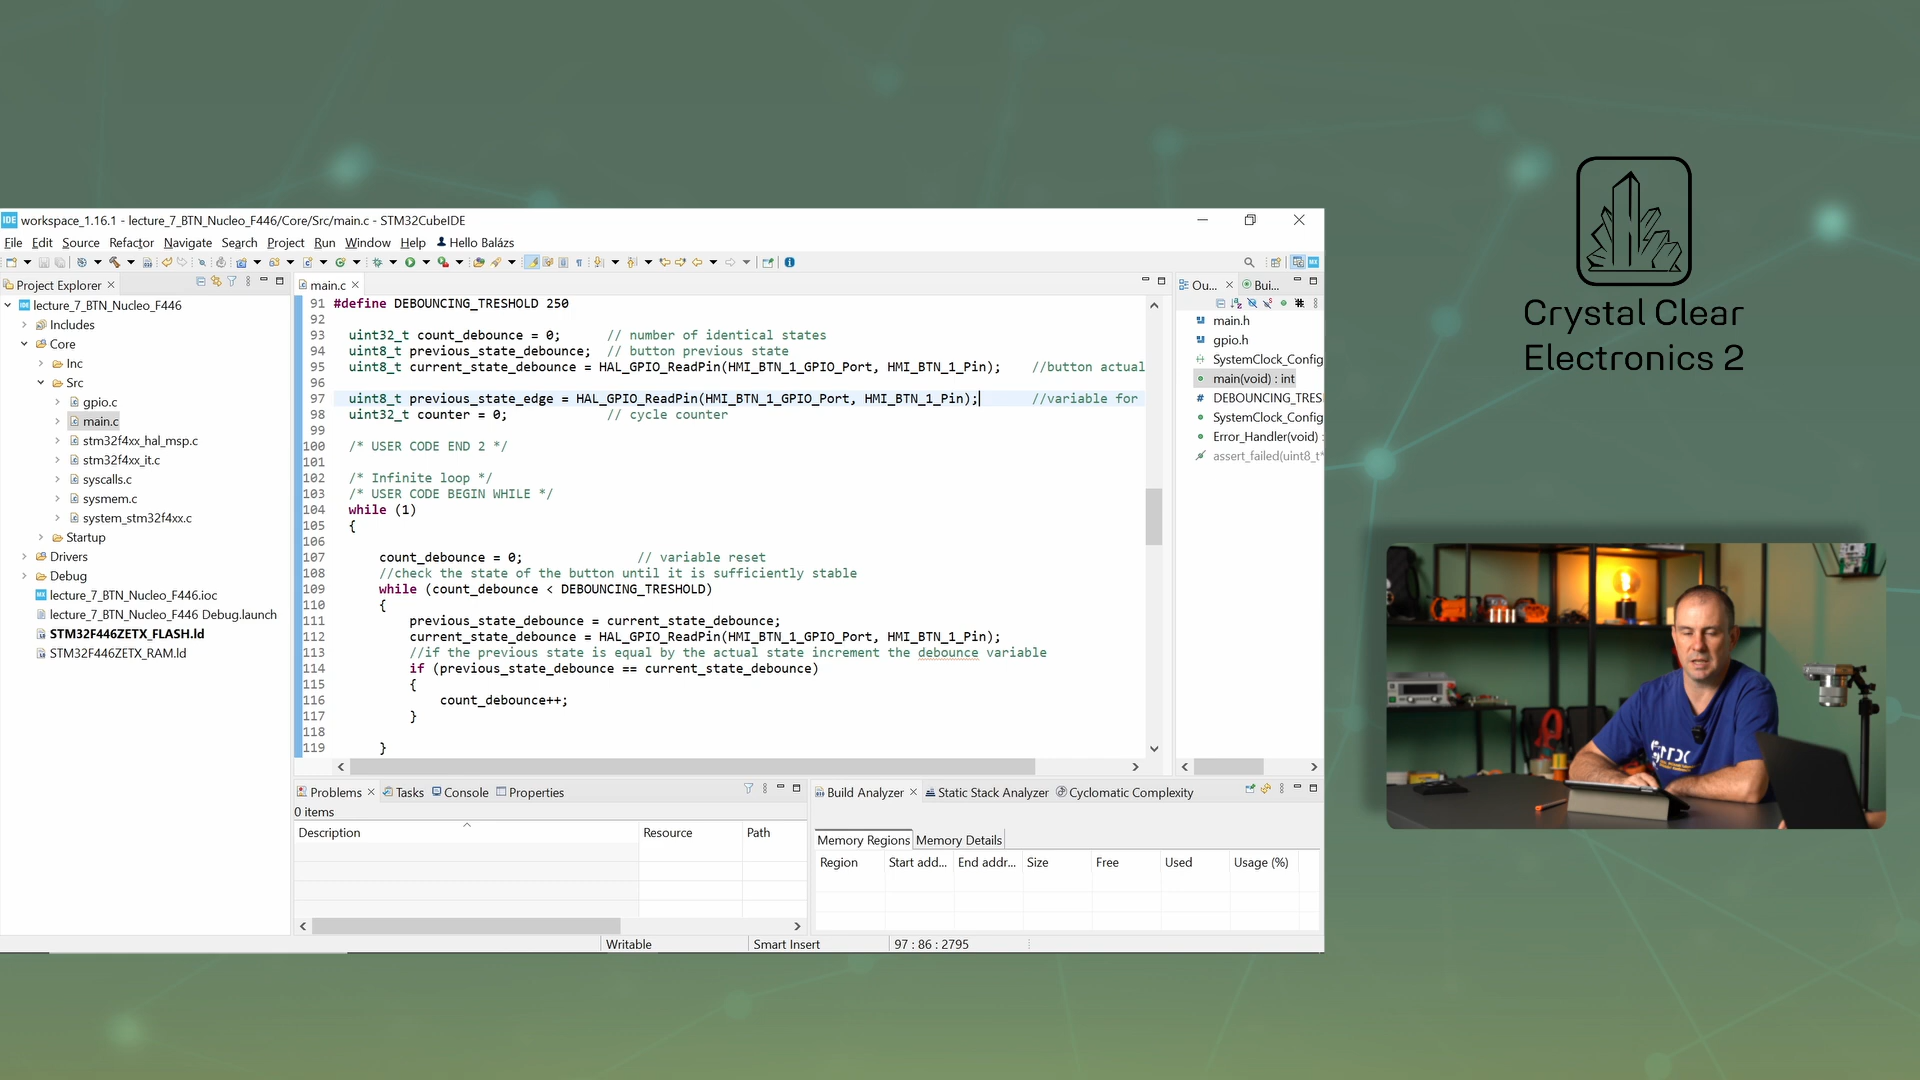 IDE workspace_1.16.1 - lecture_7_BTN_Nucleo_F446/Core/Src/main.c - STM32CubeIDE
File Edit Source Refactor Navigate Search Project Run Window Help Hello Balázs
Project Explorer
lecture_7_BTN_Nucleo_F446
Includes
Core
Inc
Src
gpio.c
main.c
stm32f4xx_hal_msp.c
stm32f4xx_it.c
syscalls.c
sysmem.c
system_stm32f4xx.c
Startup
Drivers
Debug
lecture_7_BTN_Nucleo_F446.ioc
lecture_7_BTN_Nucleo_F446 Debug.launch
STM32F446ZETX_FLASH.ld
STM32F446ZETX_RAM.ld
main.c
91 #define DEBOUNCING_TRESHOLD 250
92
93 uint32_t count_debounce = 0; // number of identical states
94 uint8_t previous_state_debounce; // button previous state
95 uint8_t current_state_debounce = HAL_GPIO_ReadPin(HMI_BTN_1_GPIO_Port, HMI_BTN_1_Pin); //button actual
96
97 uint8_t previous_state_edge = HAL_GPIO_ReadPin(HMI_BTN_1_GPIO_Port, HMI_BTN_1_Pin); //variable for
98 uint32_t counter = 0; // cycle counter
99
100 /* USER CODE END 2 */
101
102 /* Infinite loop */
103 /* USER CODE BEGIN WHILE */
104 while (1)
105 {
106
107 count_debounce = 0; // variable reset
108 //check the state of the button until it is sufficiently stable
109 while (count_debounce < DEBOUNCING_TRESHOLD)
110 {
111 previous_state_debounce = current_state_debounce;
112 current_state_debounce = HAL_GPIO_ReadPin(HMI_BTN_1_GPIO_Port, HMI_BTN_1_Pin);
113 //if the previous state is equal by the actual state increment the debounce variable
114 if (previous_state_debounce == current_state_debounce)
115 {
116 count_debounce++;
117 }
118
119 }
Ou... Bui...
main.h
gpio.h
SystemClock_Config
main(void) : int
DEBOUNCING_TRES
SystemClock_Config
Error_Handler(void) :
assert_failed(uint8_t*
Problems Tasks Console Properties
0 items
Description Resource Path
Build Analyzer Static Stack Analyzer Cyclomatic Complexity
Memory Regions Memory Details
Region Start add... End addr... Size Free Used Usage (%)
Writable Smart Insert 97 : 86 : 2795
Crystal Clear
Electronics 2